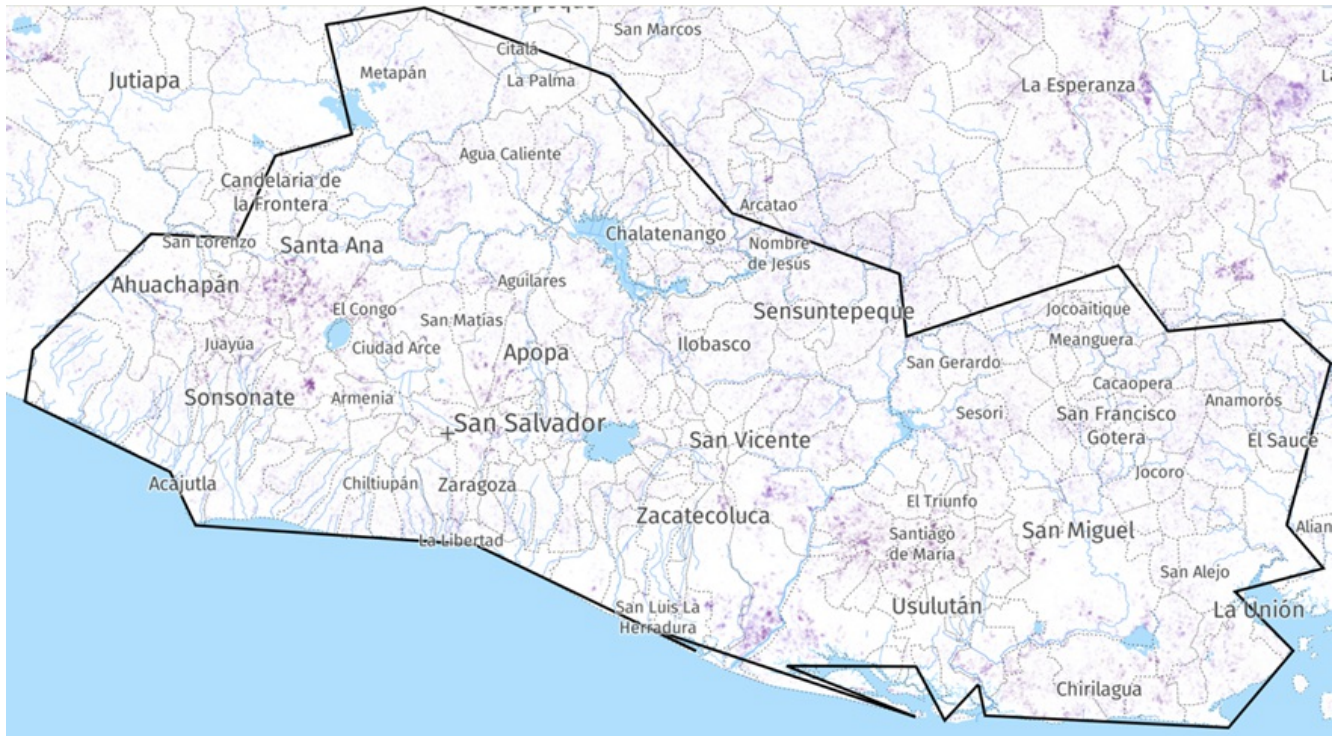 San Marcos
Citalá
Metapán
Jutiapa
La Palma
La Esperanza
Agua Caliente
Candelaria de
la Frontera
Arcatao
San Lorenzo
Santa Ana
Chalatenango
Nombre
de Jesús
Ahuachapán
Aguilares
El Congo
San Matías
Sensuntepeque
Jocoaitique
Juayúa
Ciudad Arce
Apopa
Ilobasco
Meanguera
San Gerardo
Cacaopera
Sonsonate
Armenia
Anamorós
San Salvador
Sesori
San Francisco
Gotera
San Vicente
El Sauce
Acajutla
Chiltiupán
Zaragoza
Jocoro
El Triunfo
Zacatecoluca
Santiago
de María
San Miguel
Alian
La Libertad
San Alejo
San Luis La
Herradura
Usulután
La Unión
Chirilagua